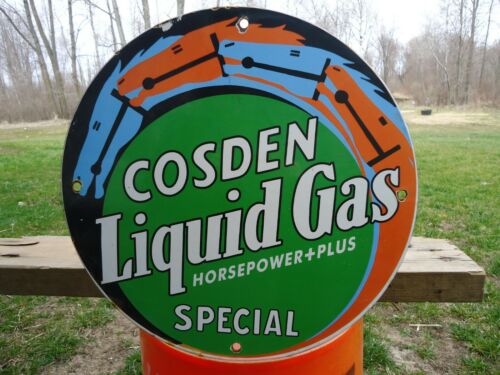 COSDEN
Liquid Gas
HORSEPOWER+PLUS
SPECIAL